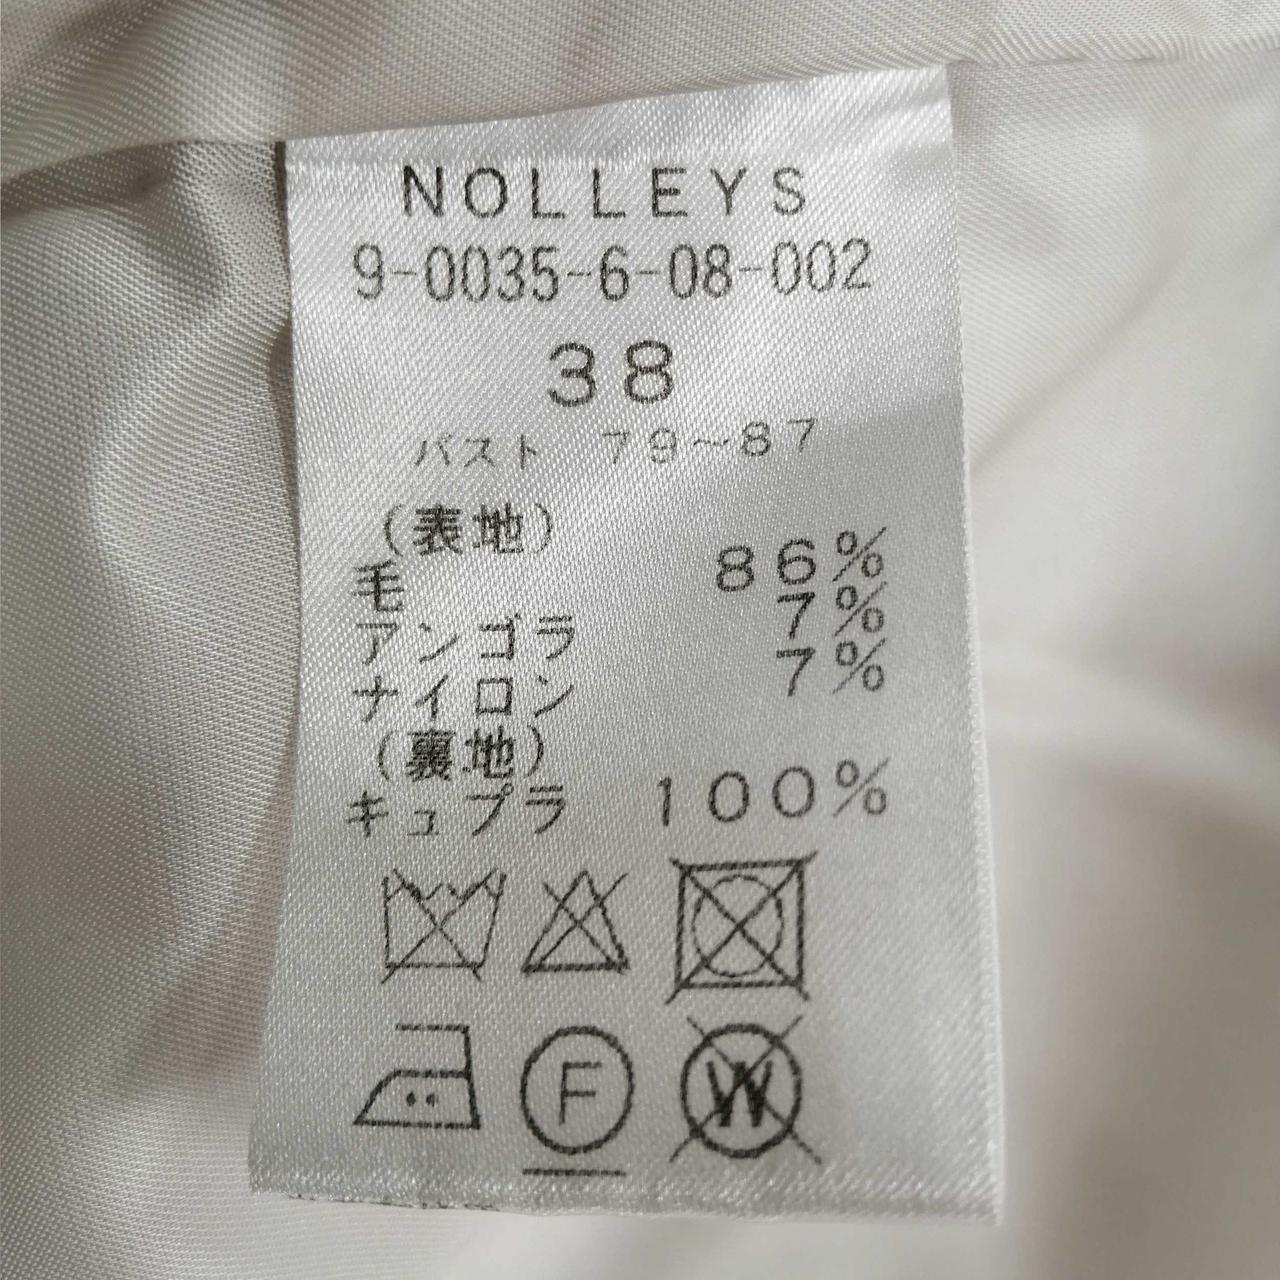 NOLLEYS
9-0035-6-08-002
38
バスト 79~87
(表地)
毛 86%
アンゴラ 7%
ナイロン 7%
(裏地)
キュプラ 100%
F W